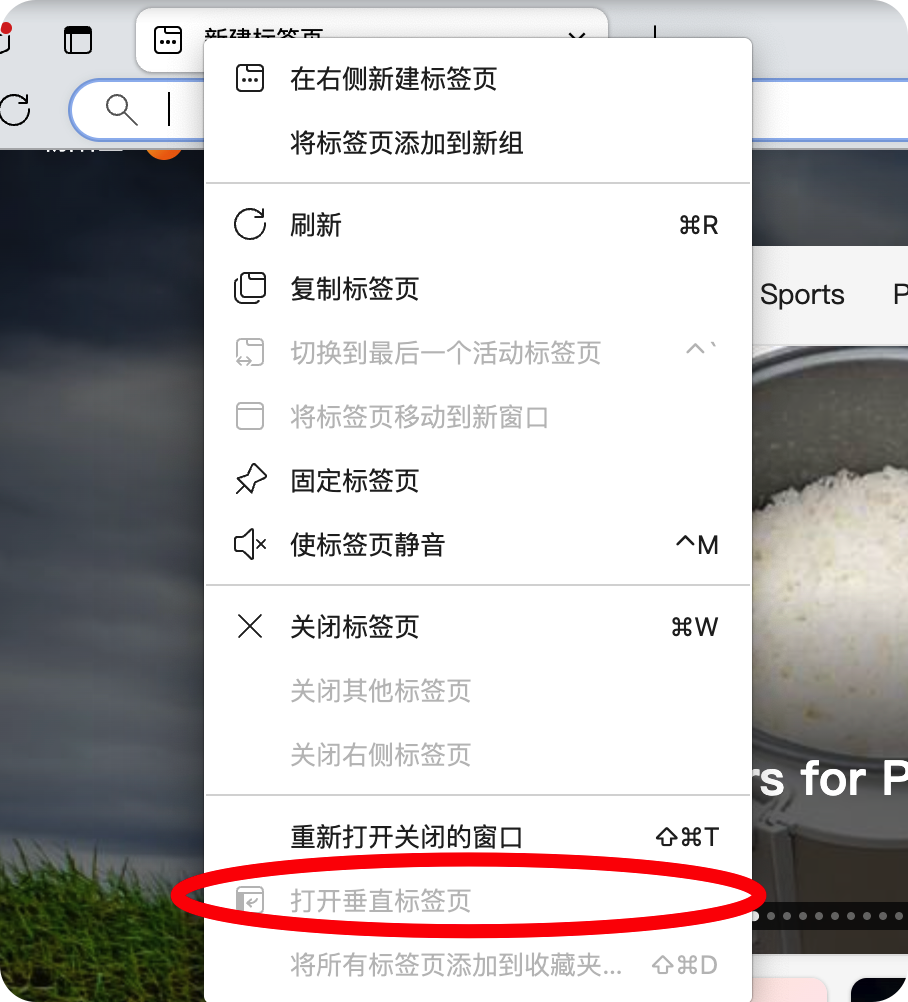 新建标签页
在右侧新建标签页
将标签页添加到新组
刷新 ⌘R
复制标签页
切换到最后一个活动标签页 ^`
将标签页移动到新窗口
固定标签页
使标签页静音 ^M
Sports P
关闭标签页 ⌘W
关闭其他标签页
关闭右侧标签页
rs for P
重新打开关闭的窗口 ⇧⌘T
打开垂直标签页
将所有标签页添加到收藏夹... ⇧⌘D